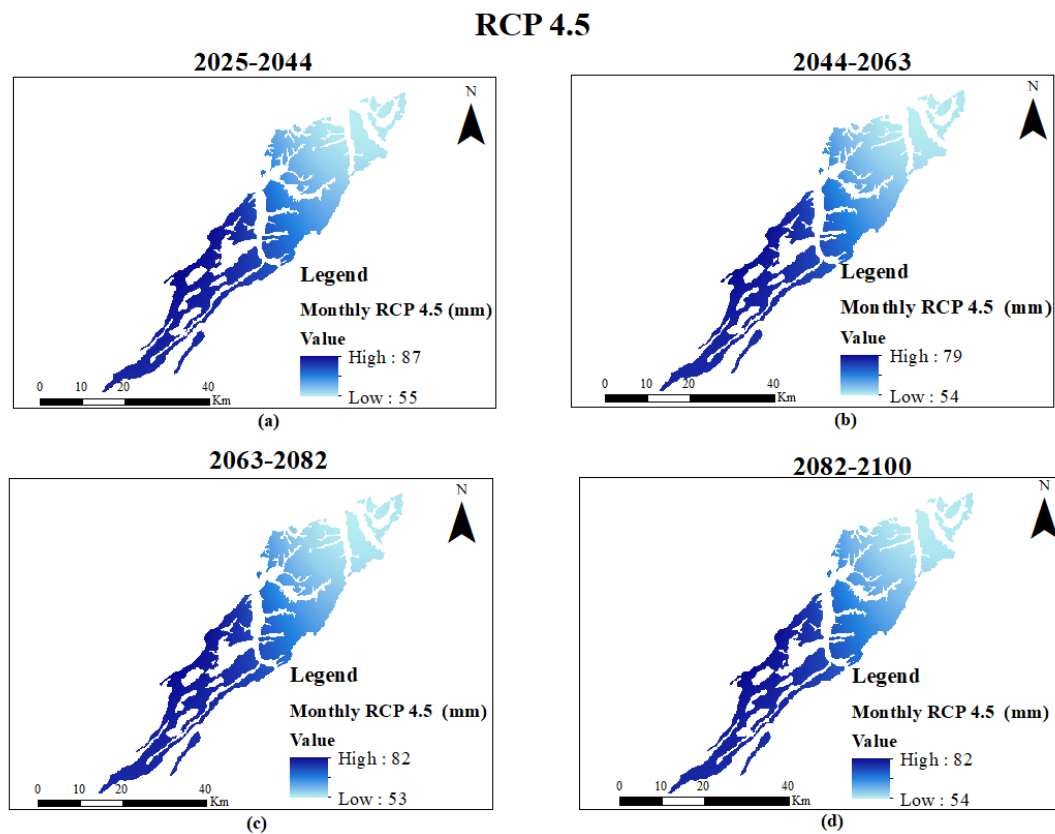 RCP 4.5
2025-2044
N
Legend
Monthly RCP 4.5 (mm)
Value
High : 87
Low : 55
0 10 20 40
Km
(a)
2044-2063
N
Legend
Monthly RCP 4.5 (mm)
Value
High : 79
Low : 54
0 10 20 40
Km
(b)
2063-2082
N
Legend
Monthly RCP 4.5 (mm)
Value
High : 82
Low : 53
0 10 20 40
Km
(c)
2082-2100
N
Legend
Monthly RCP 4.5 (mm)
Value
High : 82
Low : 54
0 10 20 40
Km
(d)